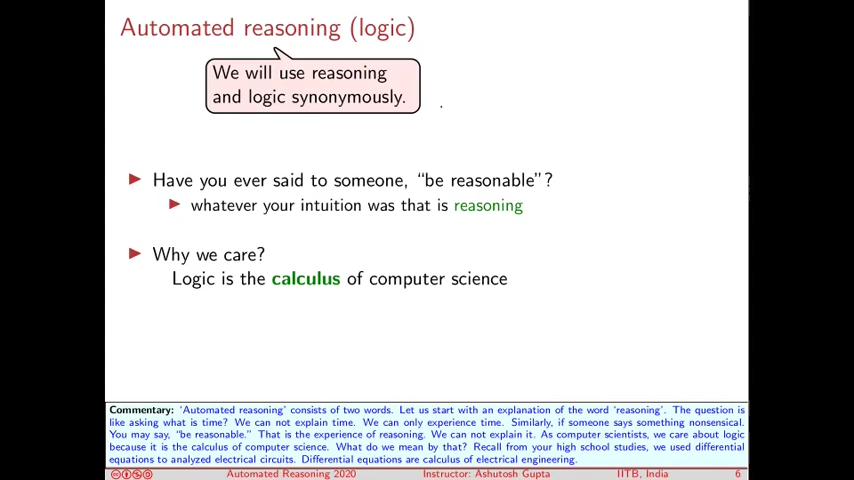 Automated reasoning (logic)
We will use reasoning
and logic synonymously.
Have you ever said to someone, “be reasonable”?
whatever your intuition was that is reasoning
Why we care?
Logic is the calculus of computer science
Commentary: ‘Automated reasoning’ consists of two words. Let us start with an explanation of the word ‘reasoning’. The question is
like asking what is time? We can not explain time. We can only experience time. Similarly, if someone says something nonsensical.
You may say, “be reasonable.” That is the experience of reasoning. We can not explain it. As computer scientists, we care about logic
because it is the calculus of computer science. What do we mean by that? Recall from your high school studies, we used differential
equations to analyzed electrical circuits. Differential equations are calculus of electrical engineering.
Automated Reasoning 2020 Instructor: Ashutosh Gupta IITB, India 6